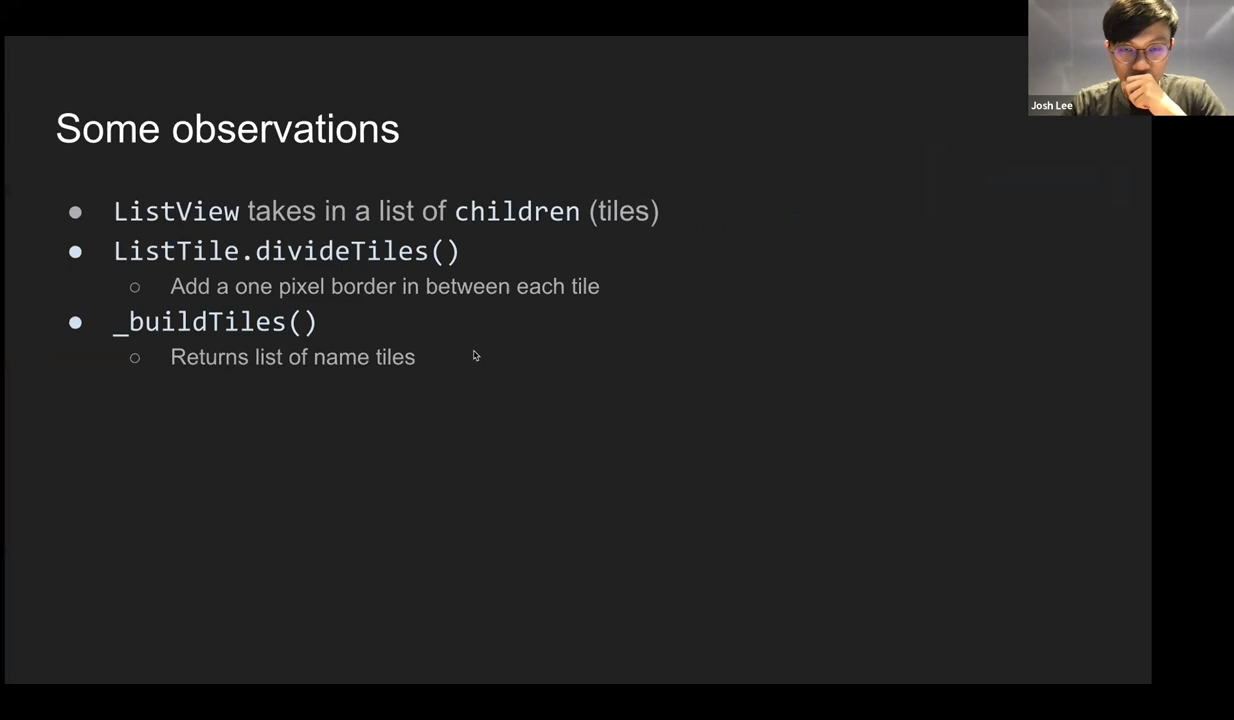 Josh Lee
Some observations
● ListView takes in a list of children (tiles)
● ListTile.divideTiles()
○ Add a one pixel border in between each tile
● _buildTiles()
○ Returns list of name tiles